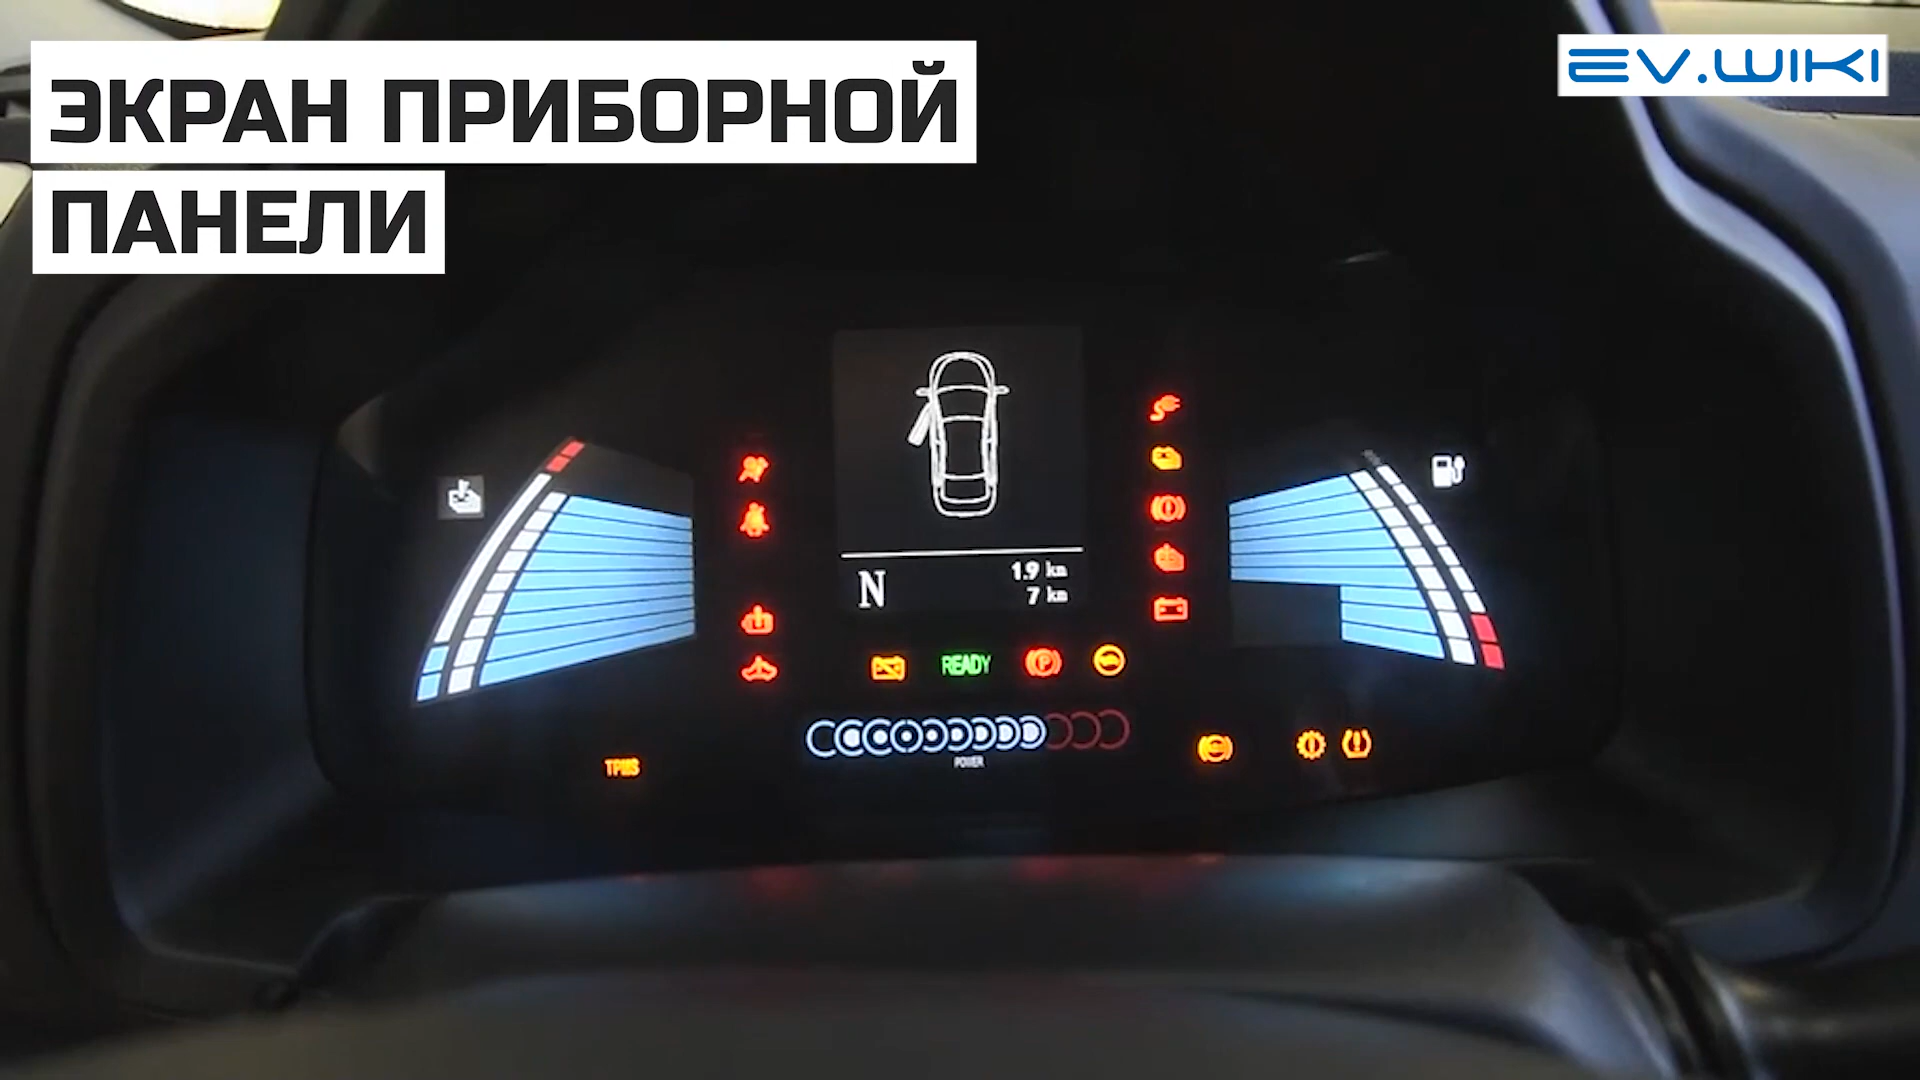 ЭКРАН ПРИБОРНОЙ
ПАНЕЛИ
EV.WIKI
N
1.9 km
7 km
READY
P
POWER
TPMS